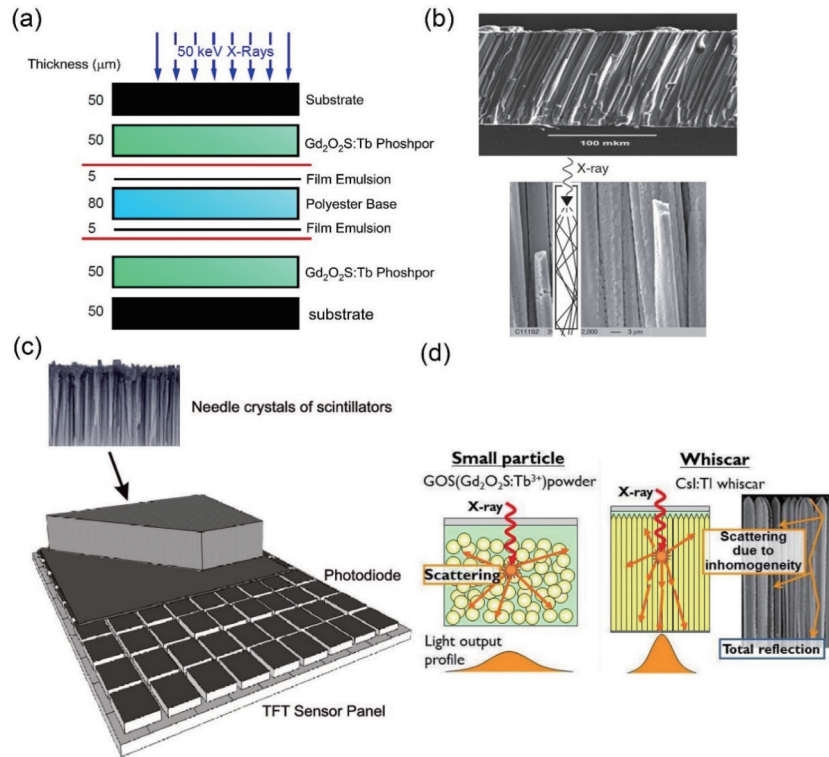 (a)
50 keV X-Rays
Thickness (μm)
50
Substrate
50
Gd₂O₂S:Tb Phoshpor
5
Film Emulsion
80
Polyester Base
5
Film Emulsion
50
Gd₂O₂S:Tb Phoshpor
50
substrate
(b)
100 mkm
X-ray
C111S2
2,000
3 μm
(c)
Needle crystals of scintillators
Photodiode
TFT Sensor Panel
(d)
Small particle
GOS(Gd₂O₂S:Tb³⁺)powder
X-ray
Scattering
Light output
profile
Whiscar
CsI:Tl whiscar
X-ray
Scattering
due to
inhomogeneity
Total reflection